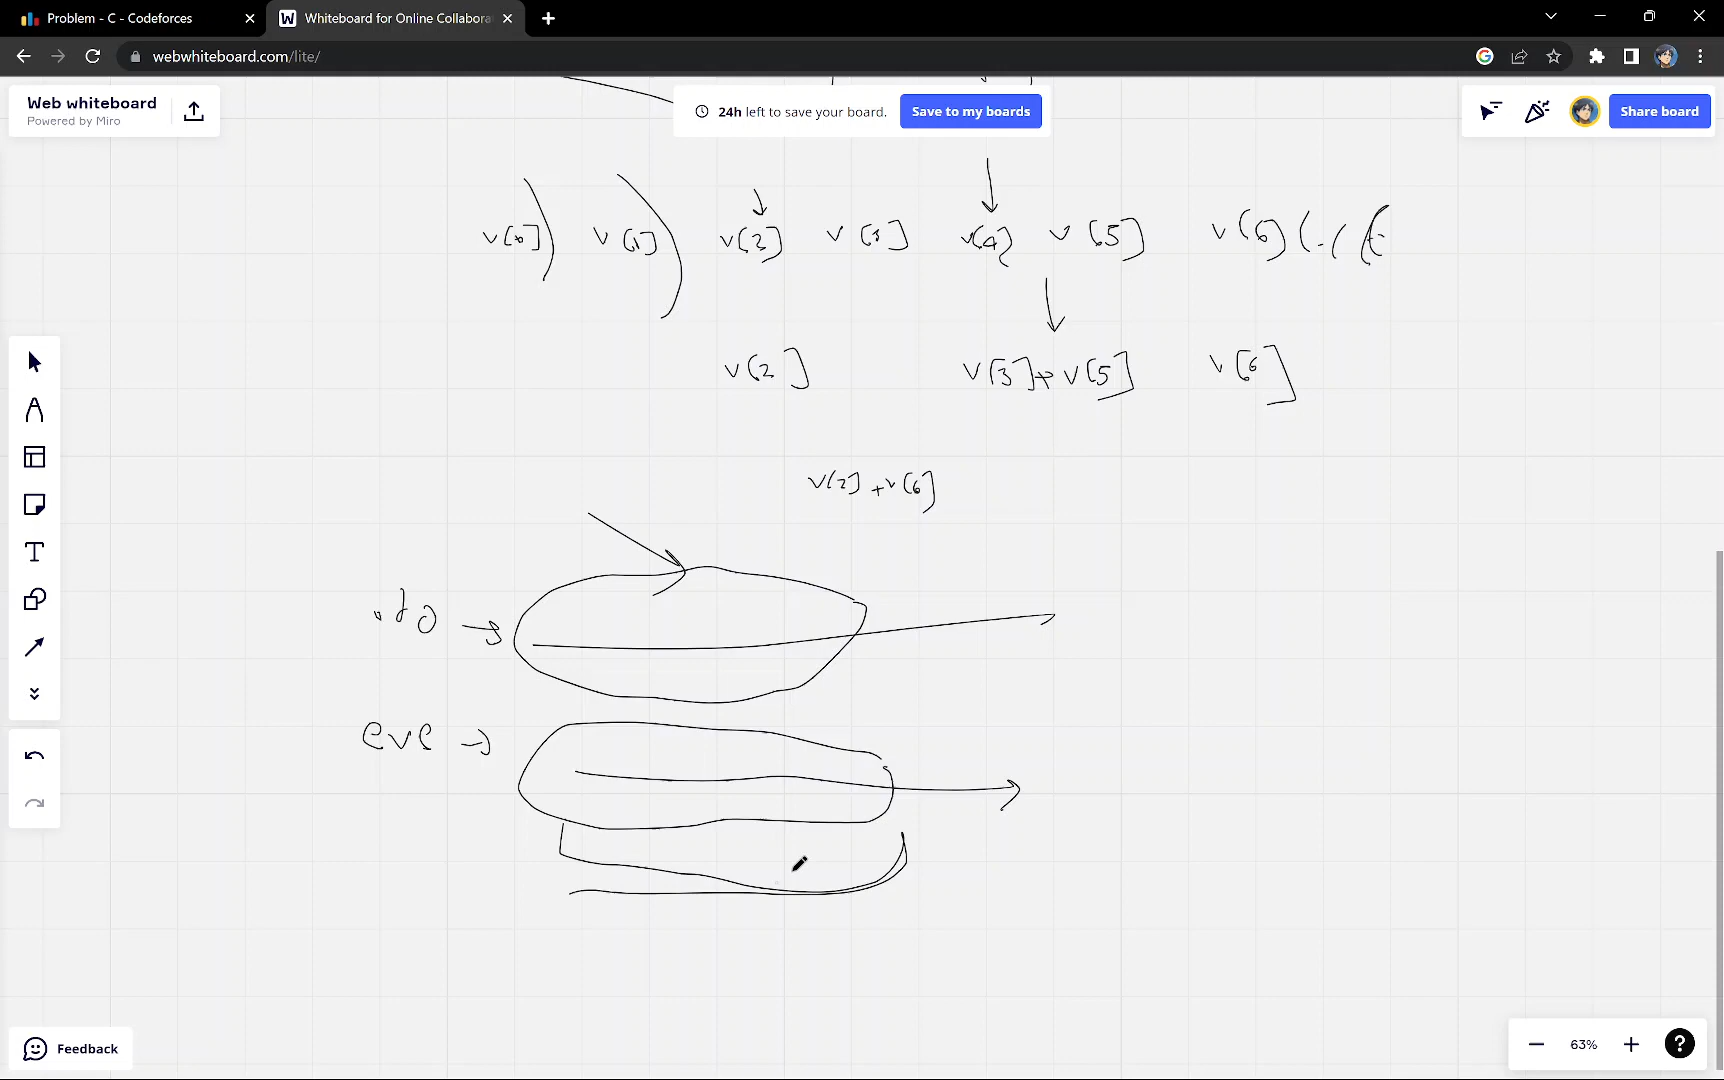 Problem - C - Codeforces
Whiteboard for Online Collabora
webwhiteboard.com/lite/
Web whiteboard
Powered by Miro
24h left to save your board.
Save to my boards
Share board
v[0] v[1] v[2] v[3] v[4] v[5] v[6]
v[2] v[3]+v[5] v[6]
v[2]+v[6]
eve
Feedback
63%